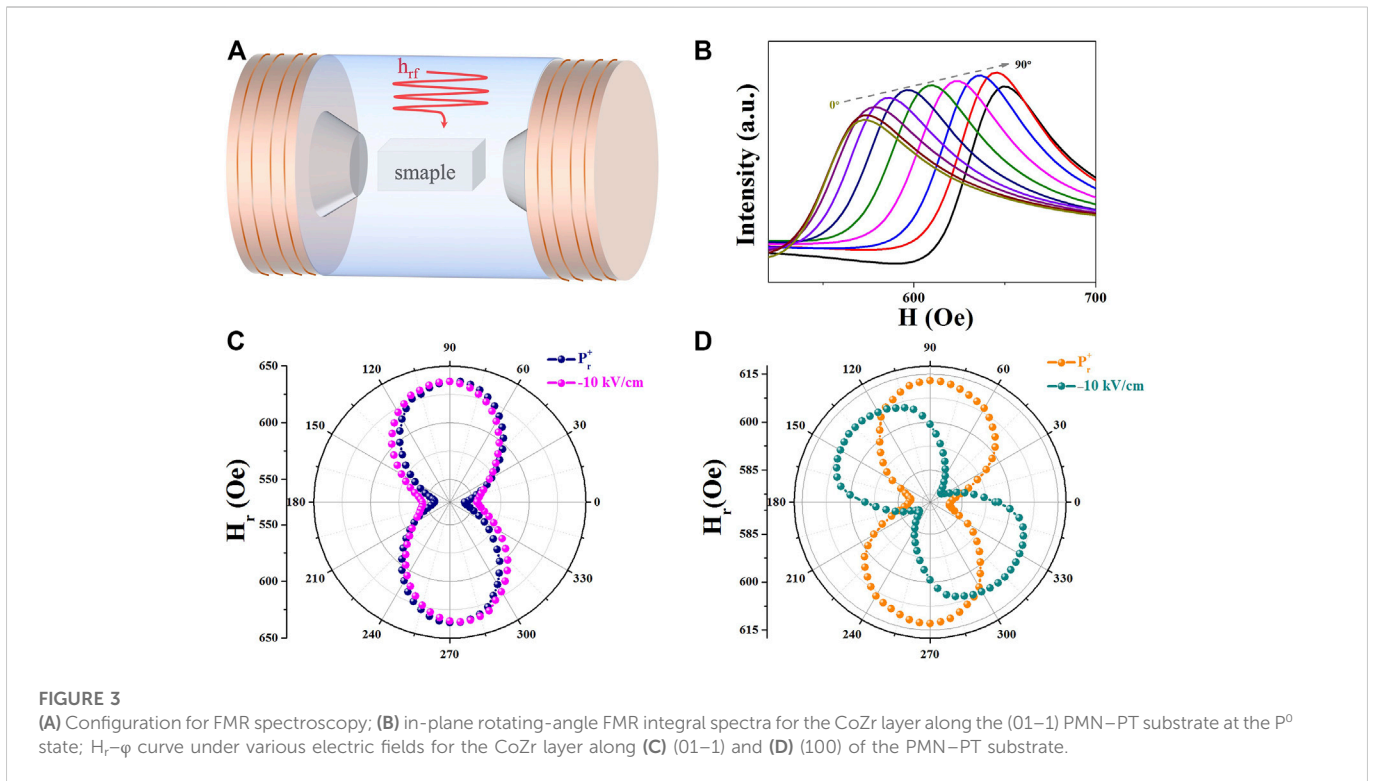 A
h_rf
smaple
B
0°
90°
Intensity (a.u.)
600
700
H (Oe)
C
P_r^+
-10 kV/cm
H_r (Oe)
650
600
550
550
600
650
90
60
30
0
330
300
270
240
210
180
150
120
D
P_r^+
-10 kV/cm
H_r (Oe)
615
600
585
585
600
615
90
60
30
0
330
300
270
240
210
180
150
120
FIGURE 3
(A) Configuration for FMR spectroscopy; (B) in-plane rotating-angle FMR integral spectra for the CoZr layer along the (01–1) PMN–PT substrate at the P⁰
state; Hᵣ–φ curve under various electric fields for the CoZr layer along (C) (01–1) and (D) (100) of the PMN–PT substrate.